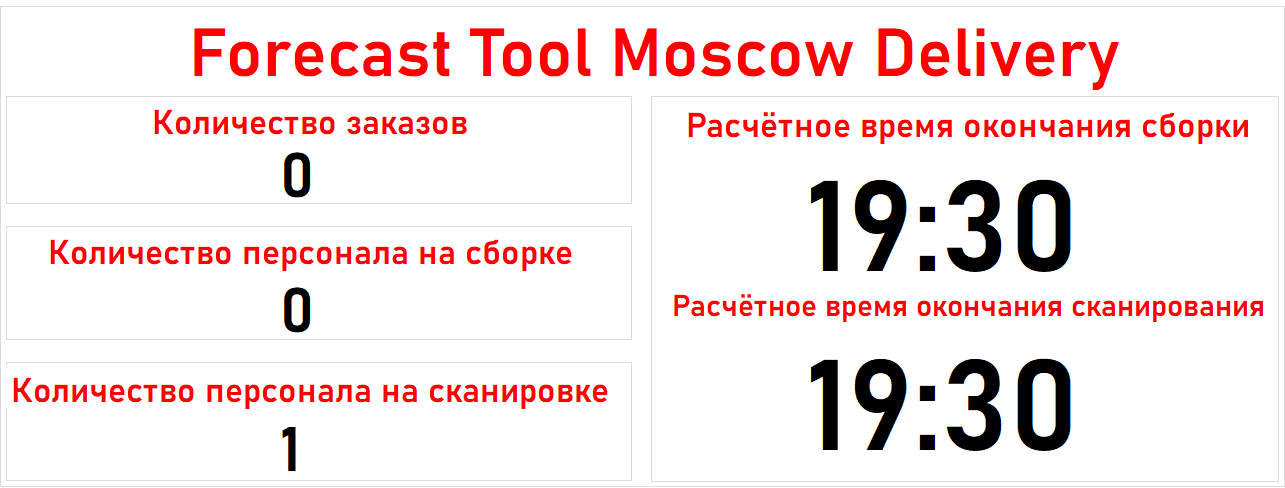 Forecast Tool Moscow Delivery
Количество заказов
0
Количество персонала на сборке
0
Количество персонала на сканировке
1
Расчётное время окончания сборки
19:30
Расчётное время окончания сканирования
19:30